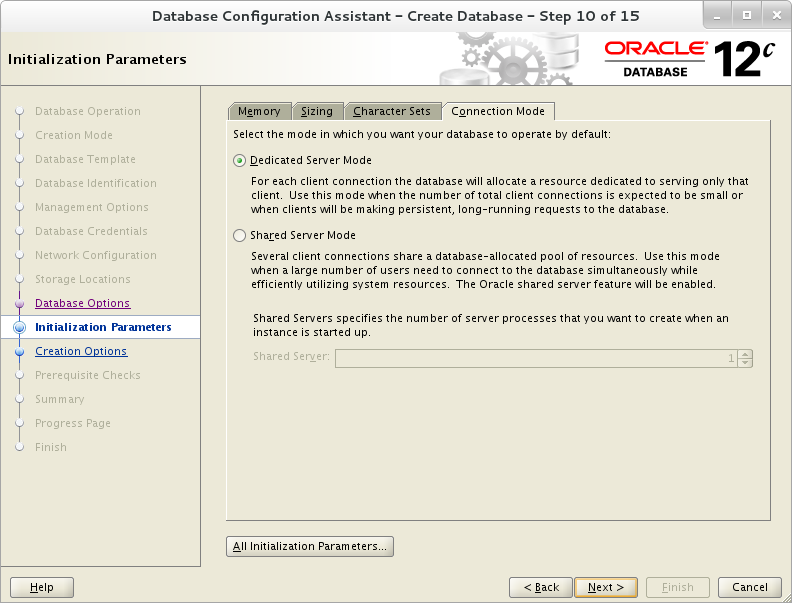 Database Configuration Assistant - Create Database - Step 10 of 15
Initialization Parameters
ORACLE®
DATABASE
12c
Database Operation
Creation Mode
Database Template
Database Identification
Management Options
Database Credentials
Network Configuration
Storage Locations
Database Options
Initialization Parameters
Creation Options
Prerequisite Checks
Summary
Progress Page
Finish
Memory Sizing Character Sets Connection Mode
Select the mode in which you want your database to operate by default:
Dedicated Server Mode
For each client connection the database will allocate a resource dedicated to serving only that
client. Use this mode when the number of total client connections is expected to be small or
when clients will be making persistent, long-running requests to the database.
Shared Server Mode
Several client connections share a database-allocated pool of resources. Use this mode
when a large number of users need to connect to the database simultaneously while
efficiently utilizing system resources. The Oracle shared server feature will be enabled.
Shared Servers specifies the number of server processes that you want to create when an
instance is started up.
Shared Server: 1
All Initialization Parameters...
Help < Back Next > Finish Cancel